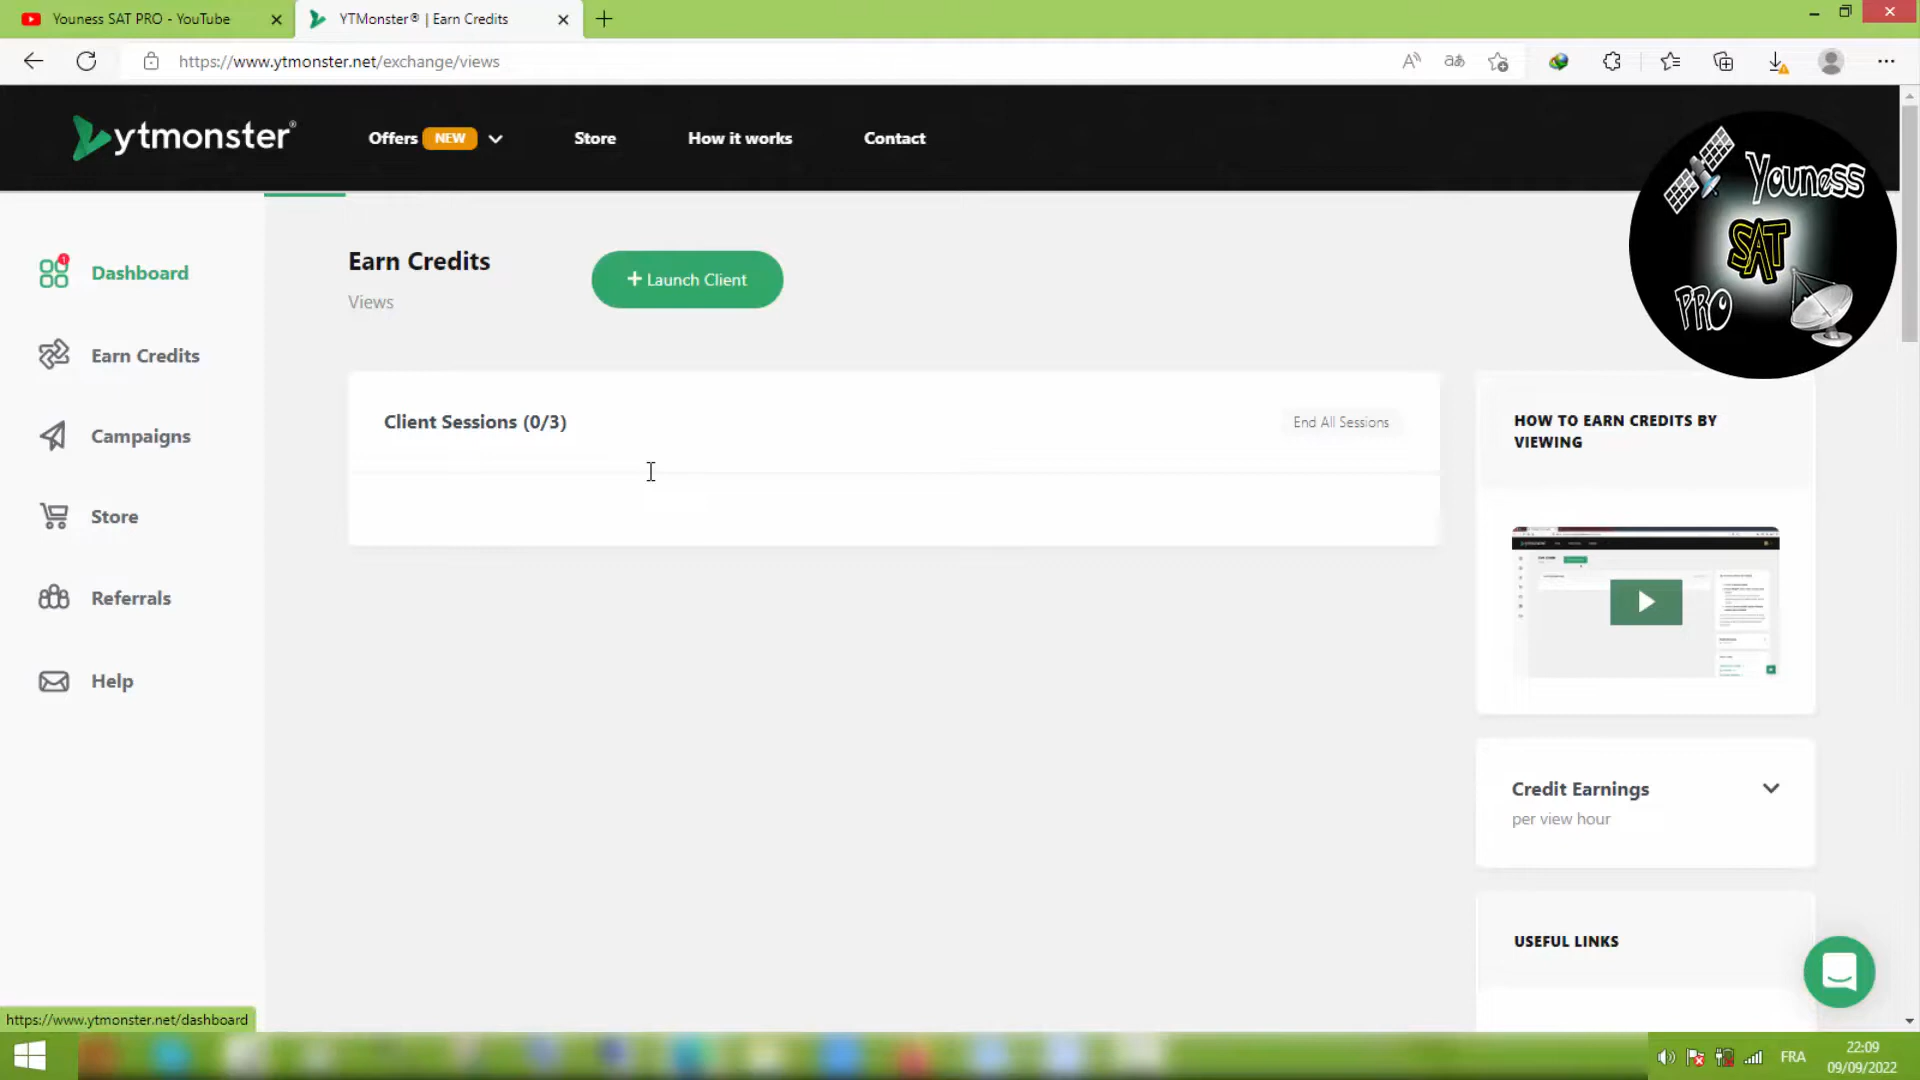 Youness SAT PRO - YouTube
YTMonster® | Earn Credits
https://www.ytmonster.net/exchange/views
ytmonster®
Offers NEW
Store
How it works
Contact
Youness
SAT
PRO
Dashboard
1
Earn Credits
Campaigns
Store
Referrals
Help
Earn Credits
Views
+ Launch Client
Client Sessions (0/3)
End All Sessions
HOW TO EARN CREDITS BY
VIEWING
Credit Earnings
per view hour
USEFUL LINKS
https://www.ytmonster.net/dashboard
FRA
22:09
09/09/2022